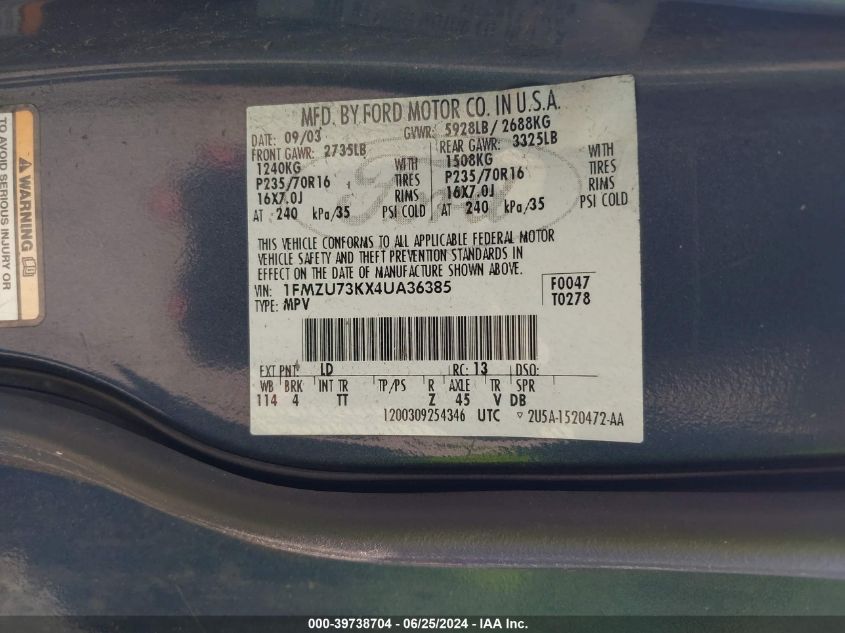 MFD. BY FORD MOTOR CO. IN U.S.A.
DATE: 09/03 GVWR: 5928LB / 2688KG
FRONT GAWR: 2735LB REAR GAWR: 3325LB
1240KG WITH 1508KG WITH
P235/70R16 TIRES P235/70R16 TIRES
16X7.0J RIMS 16X7.0J RIMS
AT 240 kPa/35 PSI COLD AT 240 kPa/35 PSI COLD
Ford
THIS VEHICLE CONFORMS TO ALL APPLICABLE FEDERAL MOTOR
VEHICLE SAFETY AND THEFT PREVENTION STANDARDS IN
EFFECT ON THE DATE OF MANUFACTURE SHOWN ABOVE.
VIN: 1FMZU73KX4UA36385 F0047
TYPE: MPV T0278
EXT PNT: LD RC: 13 DSO:
WB BRK INT TR TP/PS R AXLE TR SPR
114 4 TT Z 45 V DB
1200309254346 UTC 2U5A-1520472-AA
WARNING
TO AVOID SERIOUS INJURY OR
000-39738704 - 06/25/2024 - IAA Inc.